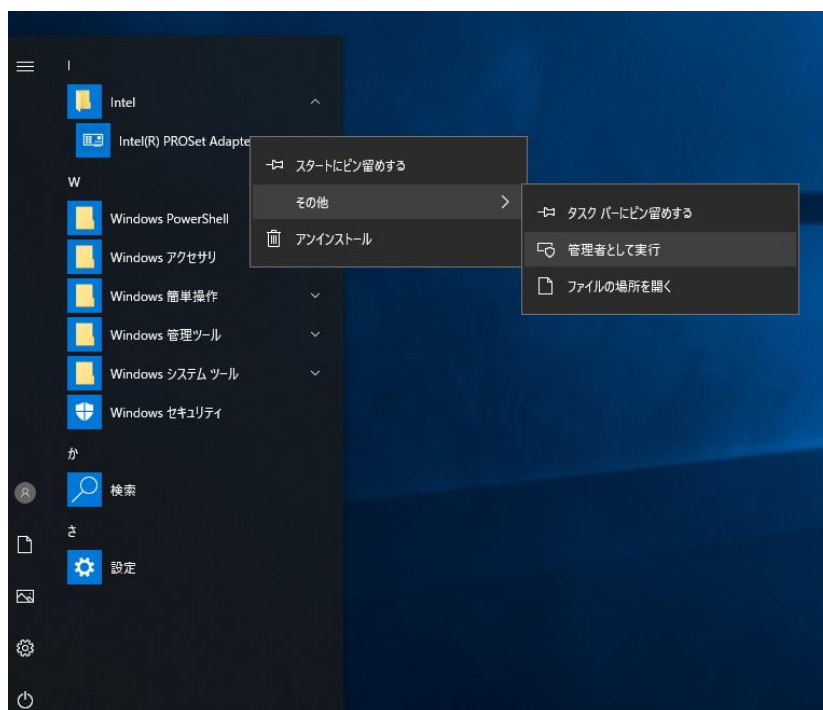 I
Intel
Intel(R) PROSet Adapte
W
Windows PowerShell
Windows アクセサリ
Windows 簡単操作
Windows 管理ツール
Windows システム ツール
Windows セキュリティ
か
検索
さ
設定
スタートにピン留めする
その他
アンインストール
タスク バーにピン留めする
管理者として実行
ファイルの場所を開く